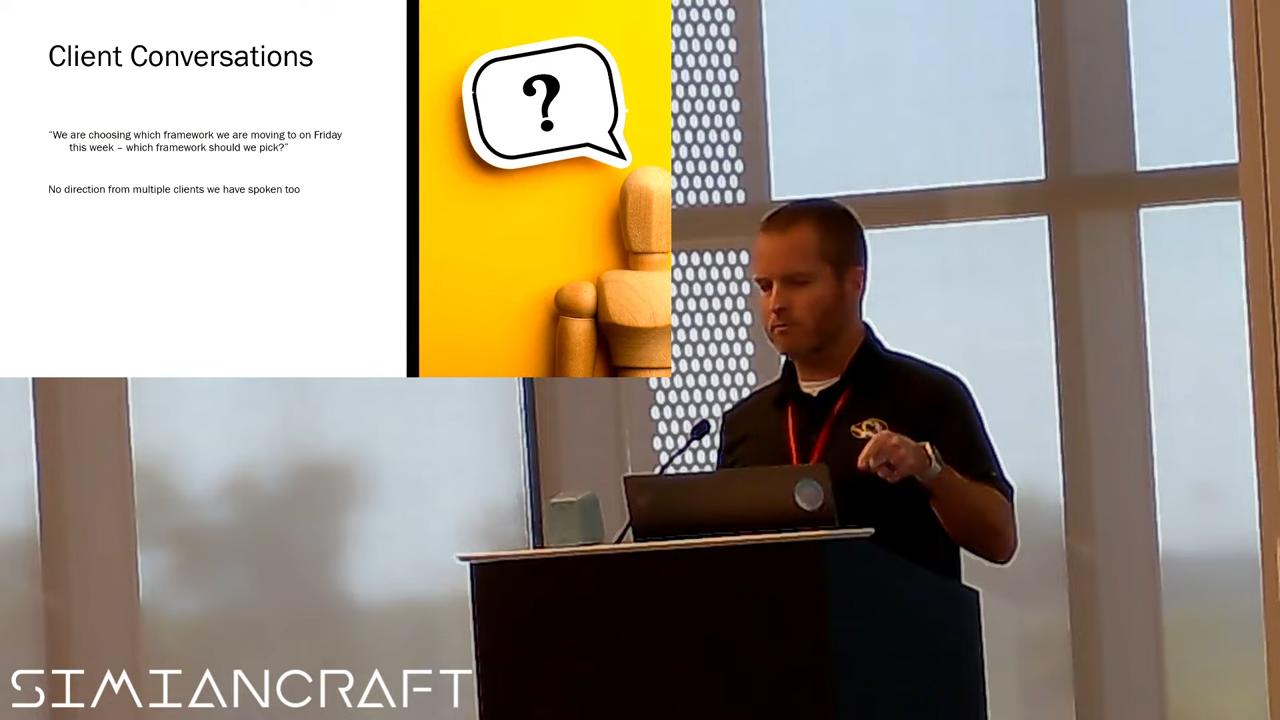 Client Conversations
"We are choosing which framework we are moving to on Friday
this week – which framework should we pick?"
No direction from multiple clients we have spoken too
?
SIMIANCRAFT